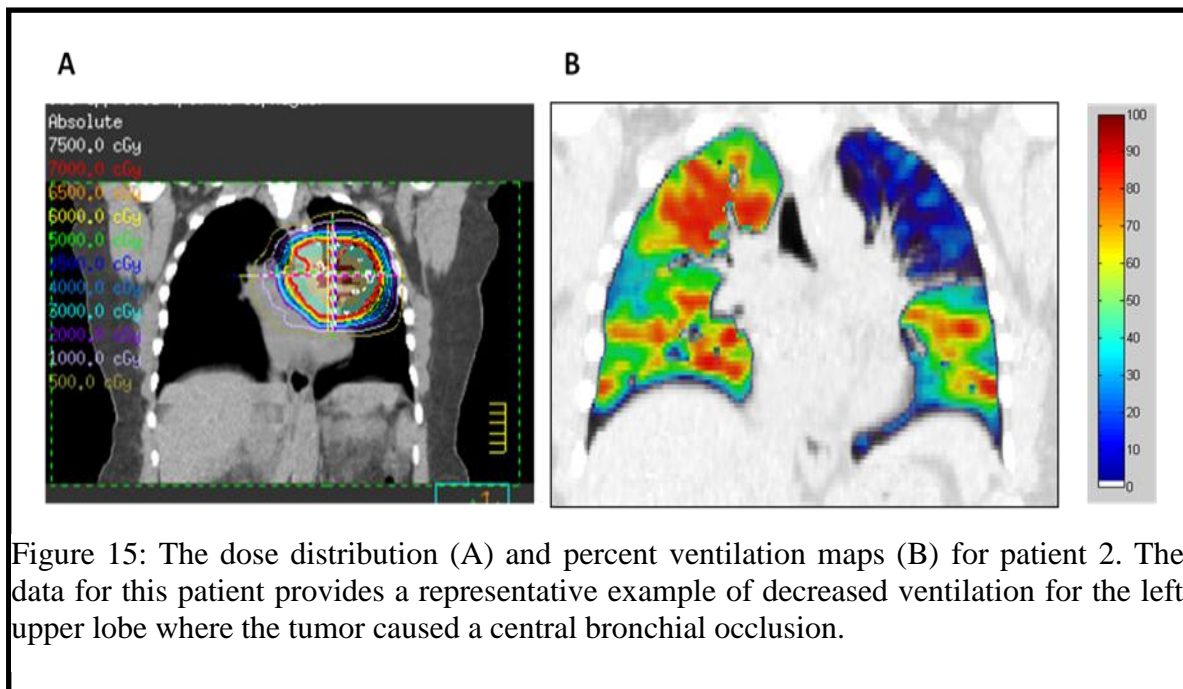 A
B
Absolute
7500.0 cGy
7000.0 cGy
6500.0 cGy
6000.0 cGy
5000.0 cGy
4500.0 cGy
4000.0 cGy
3000.0 cGy
2000.0 cGy
1000.0 cGy
500.0 cGy
100
90
80
70
60
50
40
30
20
10
0
Figure 15: The dose distribution (A) and percent ventilation maps (B) for patient 2. The
data for this patient provides a representative example of decreased ventilation for the left
upper lobe where the tumor caused a central bronchial occlusion.